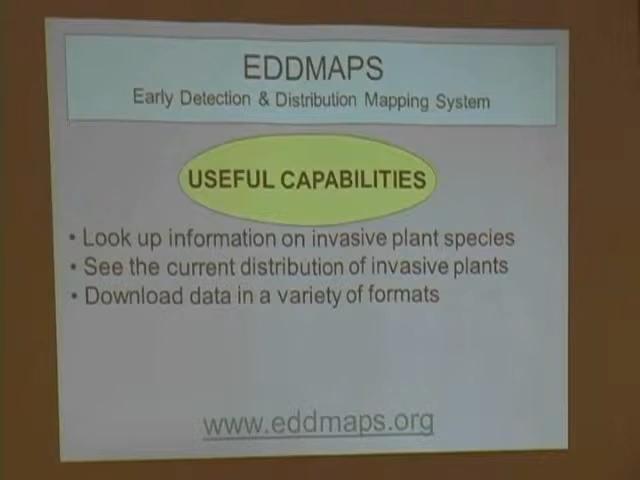 EDDMAPS
Early Detection & Distribution Mapping System
USEFUL CAPABILITIES
• Look up information on invasive plant species
• See the current distribution of invasive plants
• Download data in a variety of formats
www.eddmaps.org